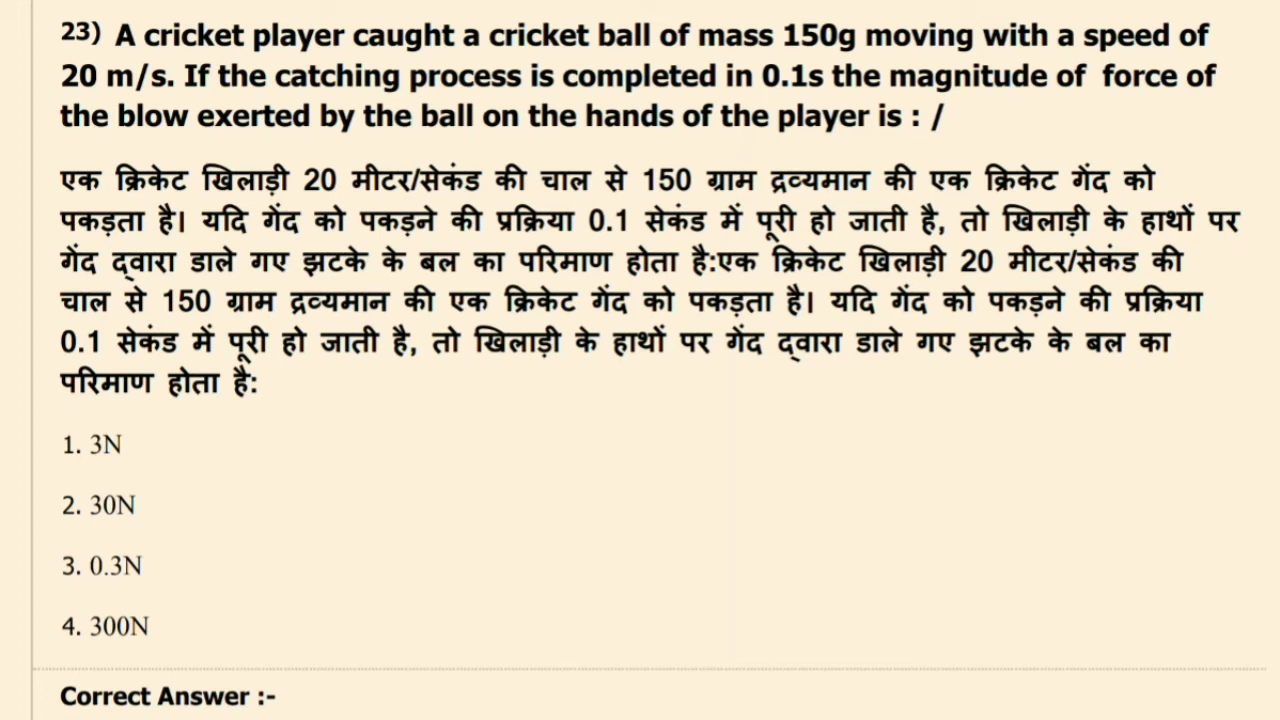 23) A cricket player caught a cricket ball of mass 150g moving with a speed of
20 m/s. If the catching process is completed in 0.1s the magnitude of force of
the blow exerted by the ball on the hands of the player is : /
एक क्रिकेट खिलाड़ी 20 मीटर/सेकंड की चाल से 150 ग्राम द्रव्यमान की एक क्रिकेट गेंद को
पकड़ता है। यदि गेंद को पकड़ने की प्रक्रिया 0.1 सेकंड में पूरी हो जाती है, तो खिलाड़ी के हाथों पर
गेंद द्वारा डाले गए झटके के बल का परिमाण होता है:एक क्रिकेट खिलाड़ी 20 मीटर/सेकंड की
चाल से 150 ग्राम द्रव्यमान की एक क्रिकेट गेंद को पकड़ता है। यदि गेंद को पकड़ने की प्रक्रिया
0.1 सेकंड में पूरी हो जाती है, तो खिलाड़ी के हाथों पर गेंद द्वारा डाले गए झटके के बल का
परिमाण होता है:
1. 3N
2. 30N
3. 0.3N
4. 300N
Correct Answer :-